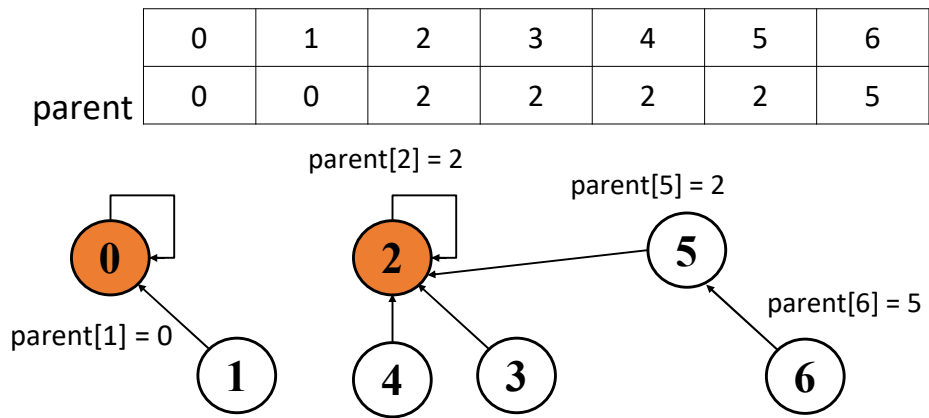 0 1 2 3 4 5 6
parent 0 0 2 2 2 2 5
parent[2] = 2
parent[5] = 2
0 2 5
parent[6] = 5
parent[1] = 0
1 4 3 6